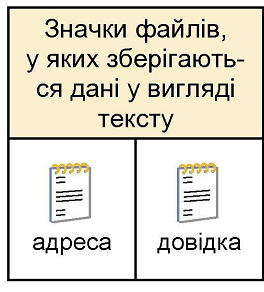 Значки файлів,
у яких зберігають-
ся дані у вигляді
тексту
адреса
довідка